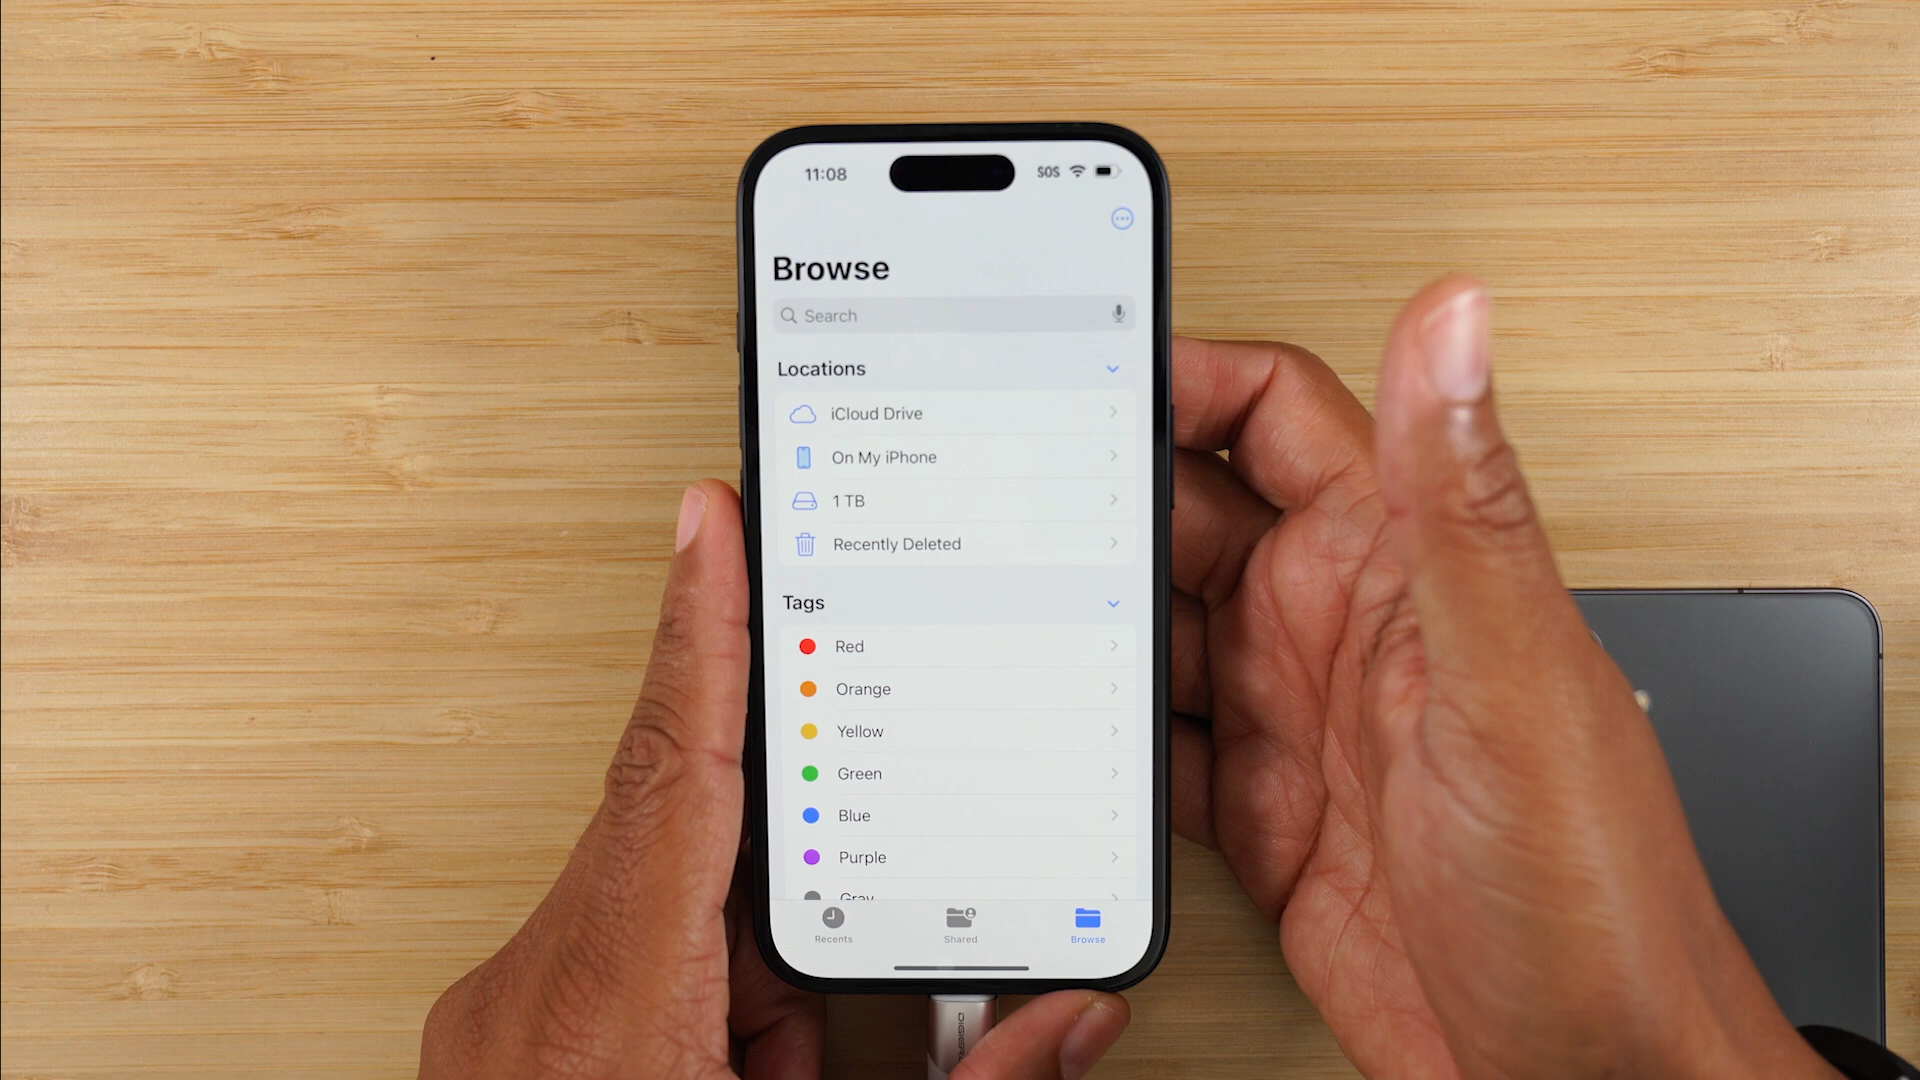 11:08 SOS
Browse
Search
Locations
iCloud Drive
On My iPhone
1 TB
Recently Deleted
Tags
Red
Orange
Yellow
Green
Blue
Purple
Gray
Recents Shared Browse